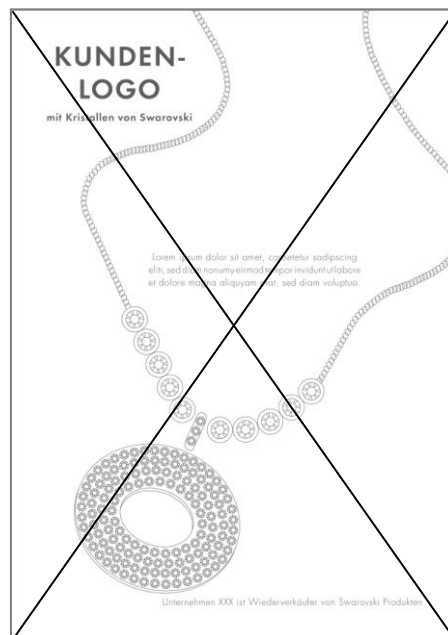 KUNDEN-
LOGO
mit Kristallen von Swarovski
Lorem ipsum dolor sit amet, consetetur sadipscing
elitr, sed diam nonumy eirmod tempor invidunt ut labore
et dolore magna aliquyam erat, sed diam voluptua.
Unternehmen XXX ist Wiederverkäufer von Swarovski Produkten